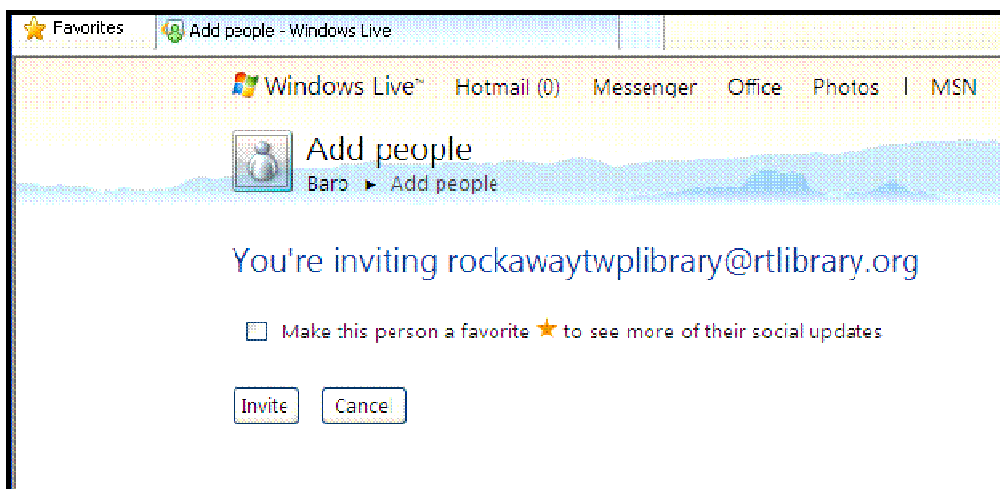 Favorites Add people - Windows Live
Windows Live™ Hotmail (0) Messenger Office Photos | MSN
Add people
Baro ► Add people
You're inviting rockawaytwplibrary@rtlibrary.org
Make this person a favorite ★ to see more of their social updates
Invite Cancel